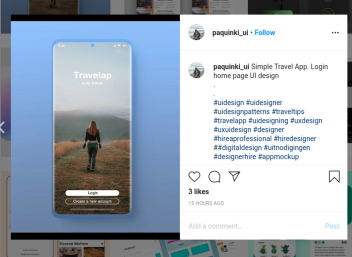 paquinki_ui • Follow
paquinki_ui Simple Travel App. Login
home page UI design
.
.
#uidesign #uidesigner
#uidesignpatterns #traveltips
#travelapp #uidesigning #uxdesign
#uxuidesign #designer
#hireaprofessional #hiredesigner
##digitaldesign #uitnodigingen
#designerhire #appmockup
3 likes
15 HOURS AGO
Add a comment...
Post
Travelap
Login
Create a new account